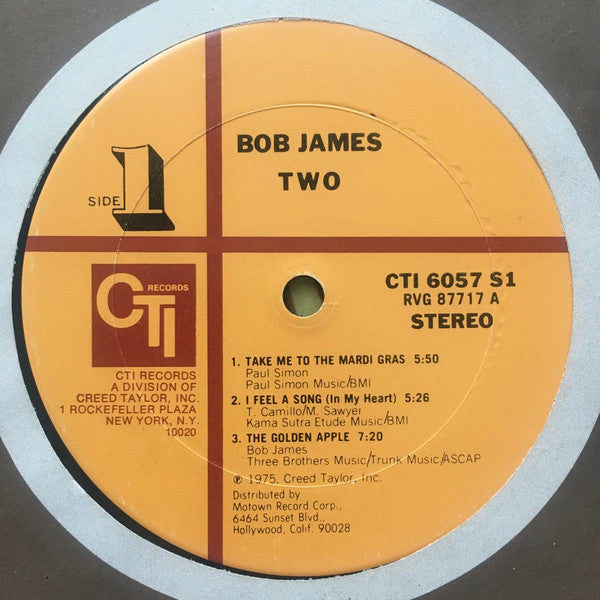 BOB JAMES
TWO
SIDE 1
CTI RECORDS
CTI RECORDS
A DIVISION OF
CREED TAYLOR, INC.
1 ROCKEFELLER PLAZA
NEW YORK, N.Y.
10020
CTI 6057 S1
RVG 87717 A
STEREO
1. TAKE ME TO THE MARDI GRAS 5:50
Paul Simon
Paul Simon Music/BMI
2. I FEEL A SONG (In My Heart) 5:26
T. Camillo/M. Sawyer
Kama Sutra Etude Music/BMI
3. THE GOLDEN APPLE 7:20
Bob James
Three Brothers Music/Trunk Music/ASCAP
℗ 1975, Creed Taylor, Inc.
Distributed by
Motown Record Corp.,
6464 Sunset Blvd.,
Hollywood, Calif. 90028